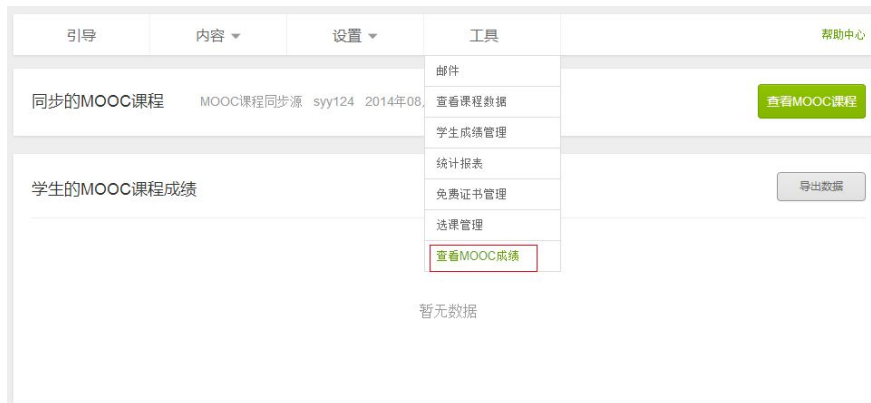 引导 内容 设置 工具 帮助中心
邮件
同步的MOOC课程 MOOC课程同步源 syy124 2014年08 查看课程数据 查看MOOC课程
学生成绩管理
统计报表
学生的MOOC课程成绩 免费证书管理 导出数据
选课管理
查看MOOC成绩
暂无数据